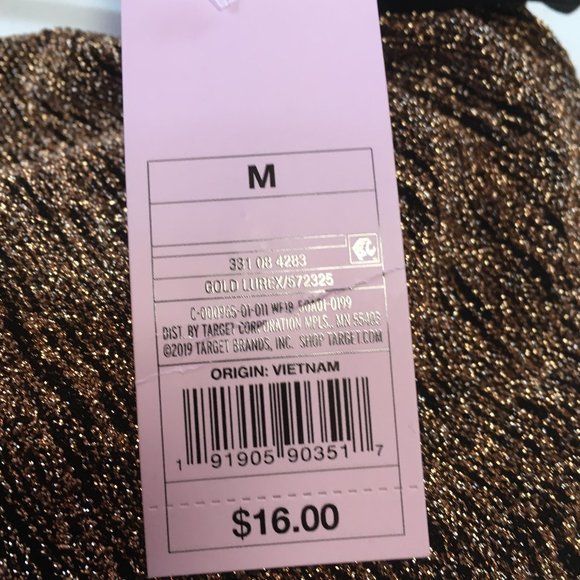 M
331 08 4283
GOLD LUREX/S72325
DIST. BY TARGET CORPORATION MPLS., MN 55403
©2019 TARGET BRANDS, INC. SHOP TARGET.COM
ORIGIN: VIETNAM
1 91905 90351 7
$16.00